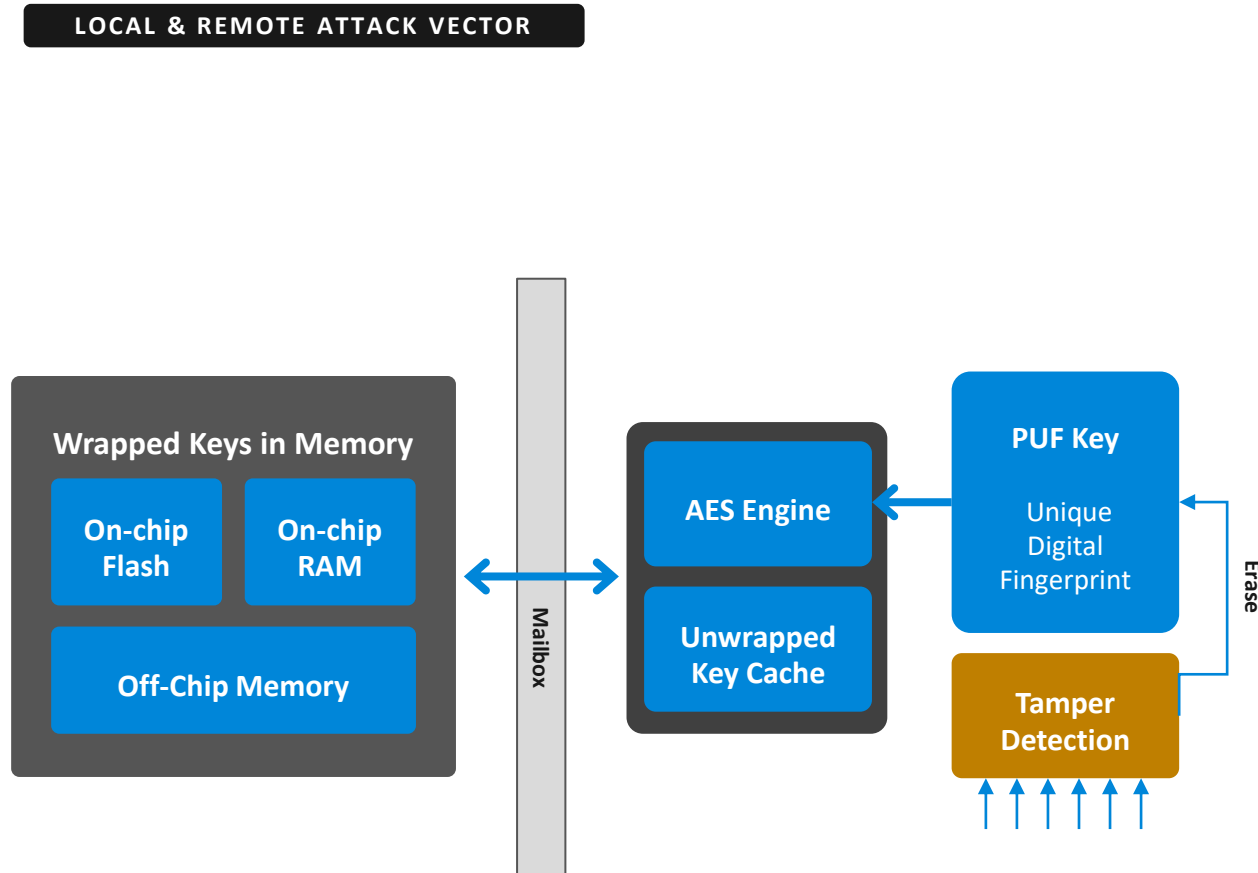 LOCAL & REMOTE ATTACK VECTOR
Wrapped Keys in Memory
On-chip
Flash
On-chip
RAM
Off-Chip Memory
Mailbox
AES Engine
Unwrapped
Key Cache
PUF Key
Unique
Digital
Fingerprint
Erase
Tamper
Detection